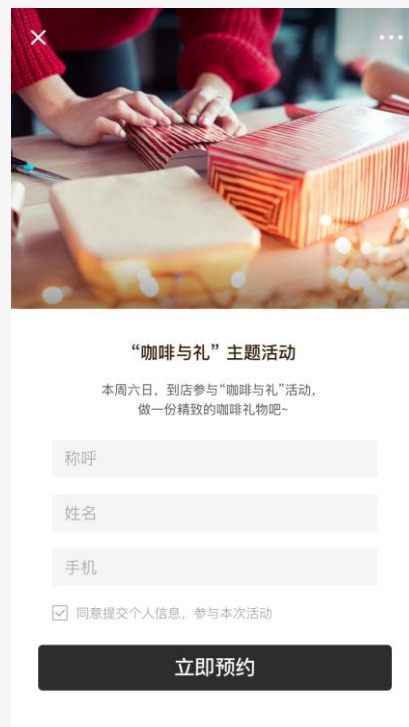 “咖啡与礼”主题活动
本周六日，到店参与“咖啡与礼”活动，
做一份精致的咖啡礼物吧~
称呼
姓名
手机
同意提交个人信息，参与本次活动
立即预约